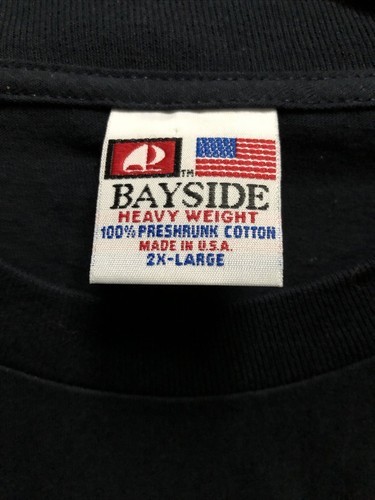 TM
BAYSIDE
HEAVY WEIGHT
100% PRESHRUNK COTTON
MADE IN U.S.A.
2X-LARGE